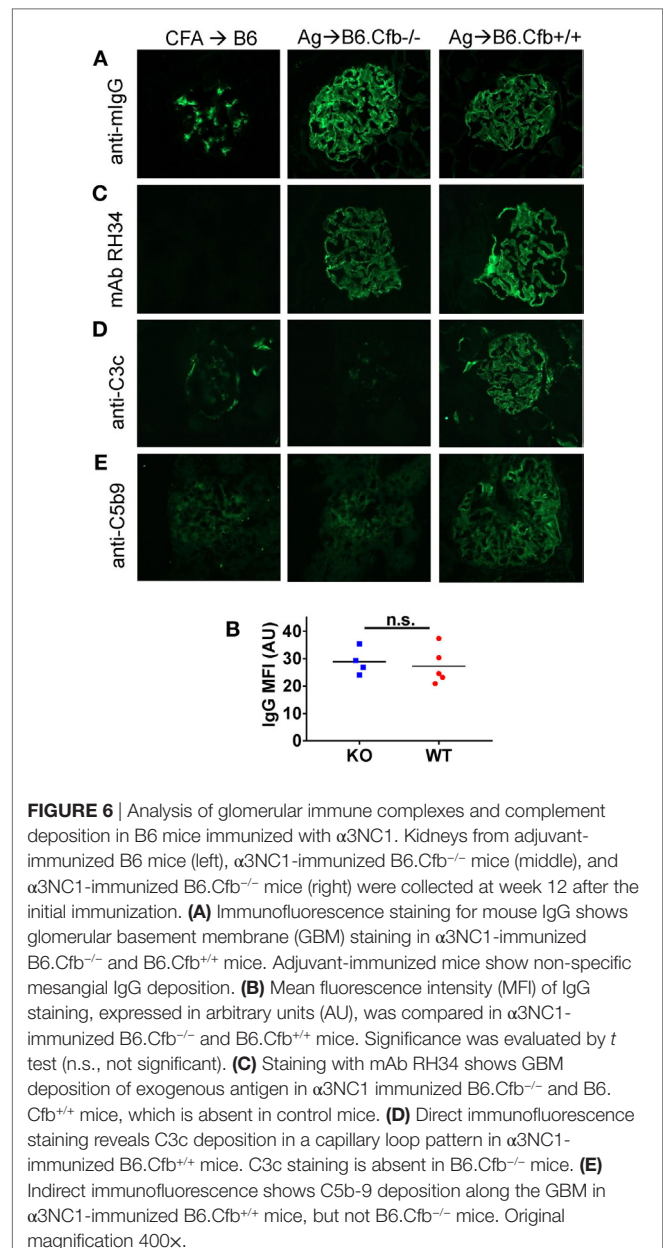 CFA → B6 Ag→B6.Cfb-/- Ag→B6.Cfb+/+
A
anti-mIgG
C
mAb RH34
D
anti-C3c
E
anti-C5b9
B
n.s.
IgG MFI (AU)
40
30
20
10
0
KO WT
FIGURE 6 | Analysis of glomerular immune complexes and complement
deposition in B6 mice immunized with α3NC1. Kidneys from adjuvant-
immunized B6 mice (left), α3NC1-immunized B6.Cfb−/− mice (middle), and
α3NC1-immunized B6.Cfb−/− mice (right) were collected at week 12 after the
initial immunization. (A) Immunofluorescence staining for mouse IgG shows
glomerular basement membrane (GBM) staining in α3NC1-immunized
B6.Cfb−/− and B6.Cfb+/+ mice. Adjuvant-immunized mice show non-specific
mesangial IgG deposition. (B) Mean fluorescence intensity (MFI) of IgG
staining, expressed in arbitrary units (AU), was compared in α3NC1-
immunized B6.Cfb−/− and B6.Cfb+/+ mice. Significance was evaluated by t
test (n.s., not significant). (C) Staining with mAb RH34 shows GBM
deposition of exogenous antigen in α3NC1 immunized B6.Cfb−/− and B6.
Cfb+/+ mice, which is absent in control mice. (D) Direct immunofluorescence
staining reveals C3c deposition in a capillary loop pattern in α3NC1-
immunized B6.Cfb+/+ mice. C3c staining is absent in B6.Cfb−/− mice. (E)
Indirect immunofluorescence shows C5b-9 deposition along the GBM in
α3NC1-immunized B6.Cfb+/+ mice, but not B6.Cfb−/− mice. Original
magnification 400×.